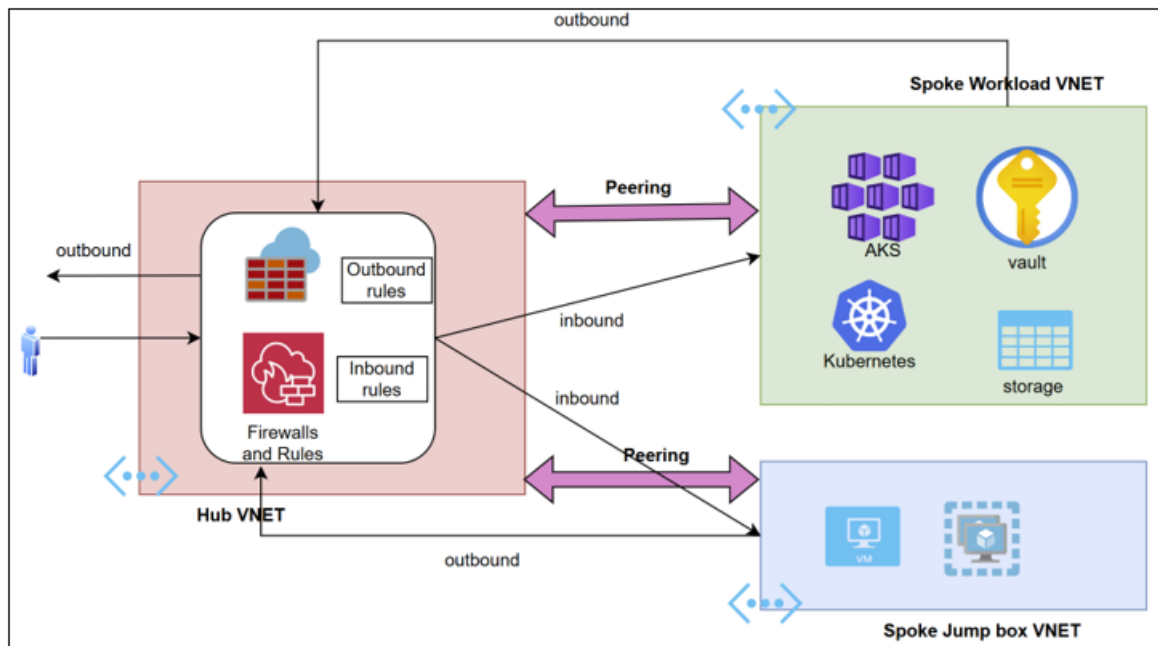 outbound
Spoke Workload VNET
Peering
AKS
vault
outbound
Outbound
rules
inbound
Kubernetes
storage
Inbound
rules
inbound
Firewalls
and Rules
Peering
Hub VNET
VM
outbound
Spoke Jump box VNET